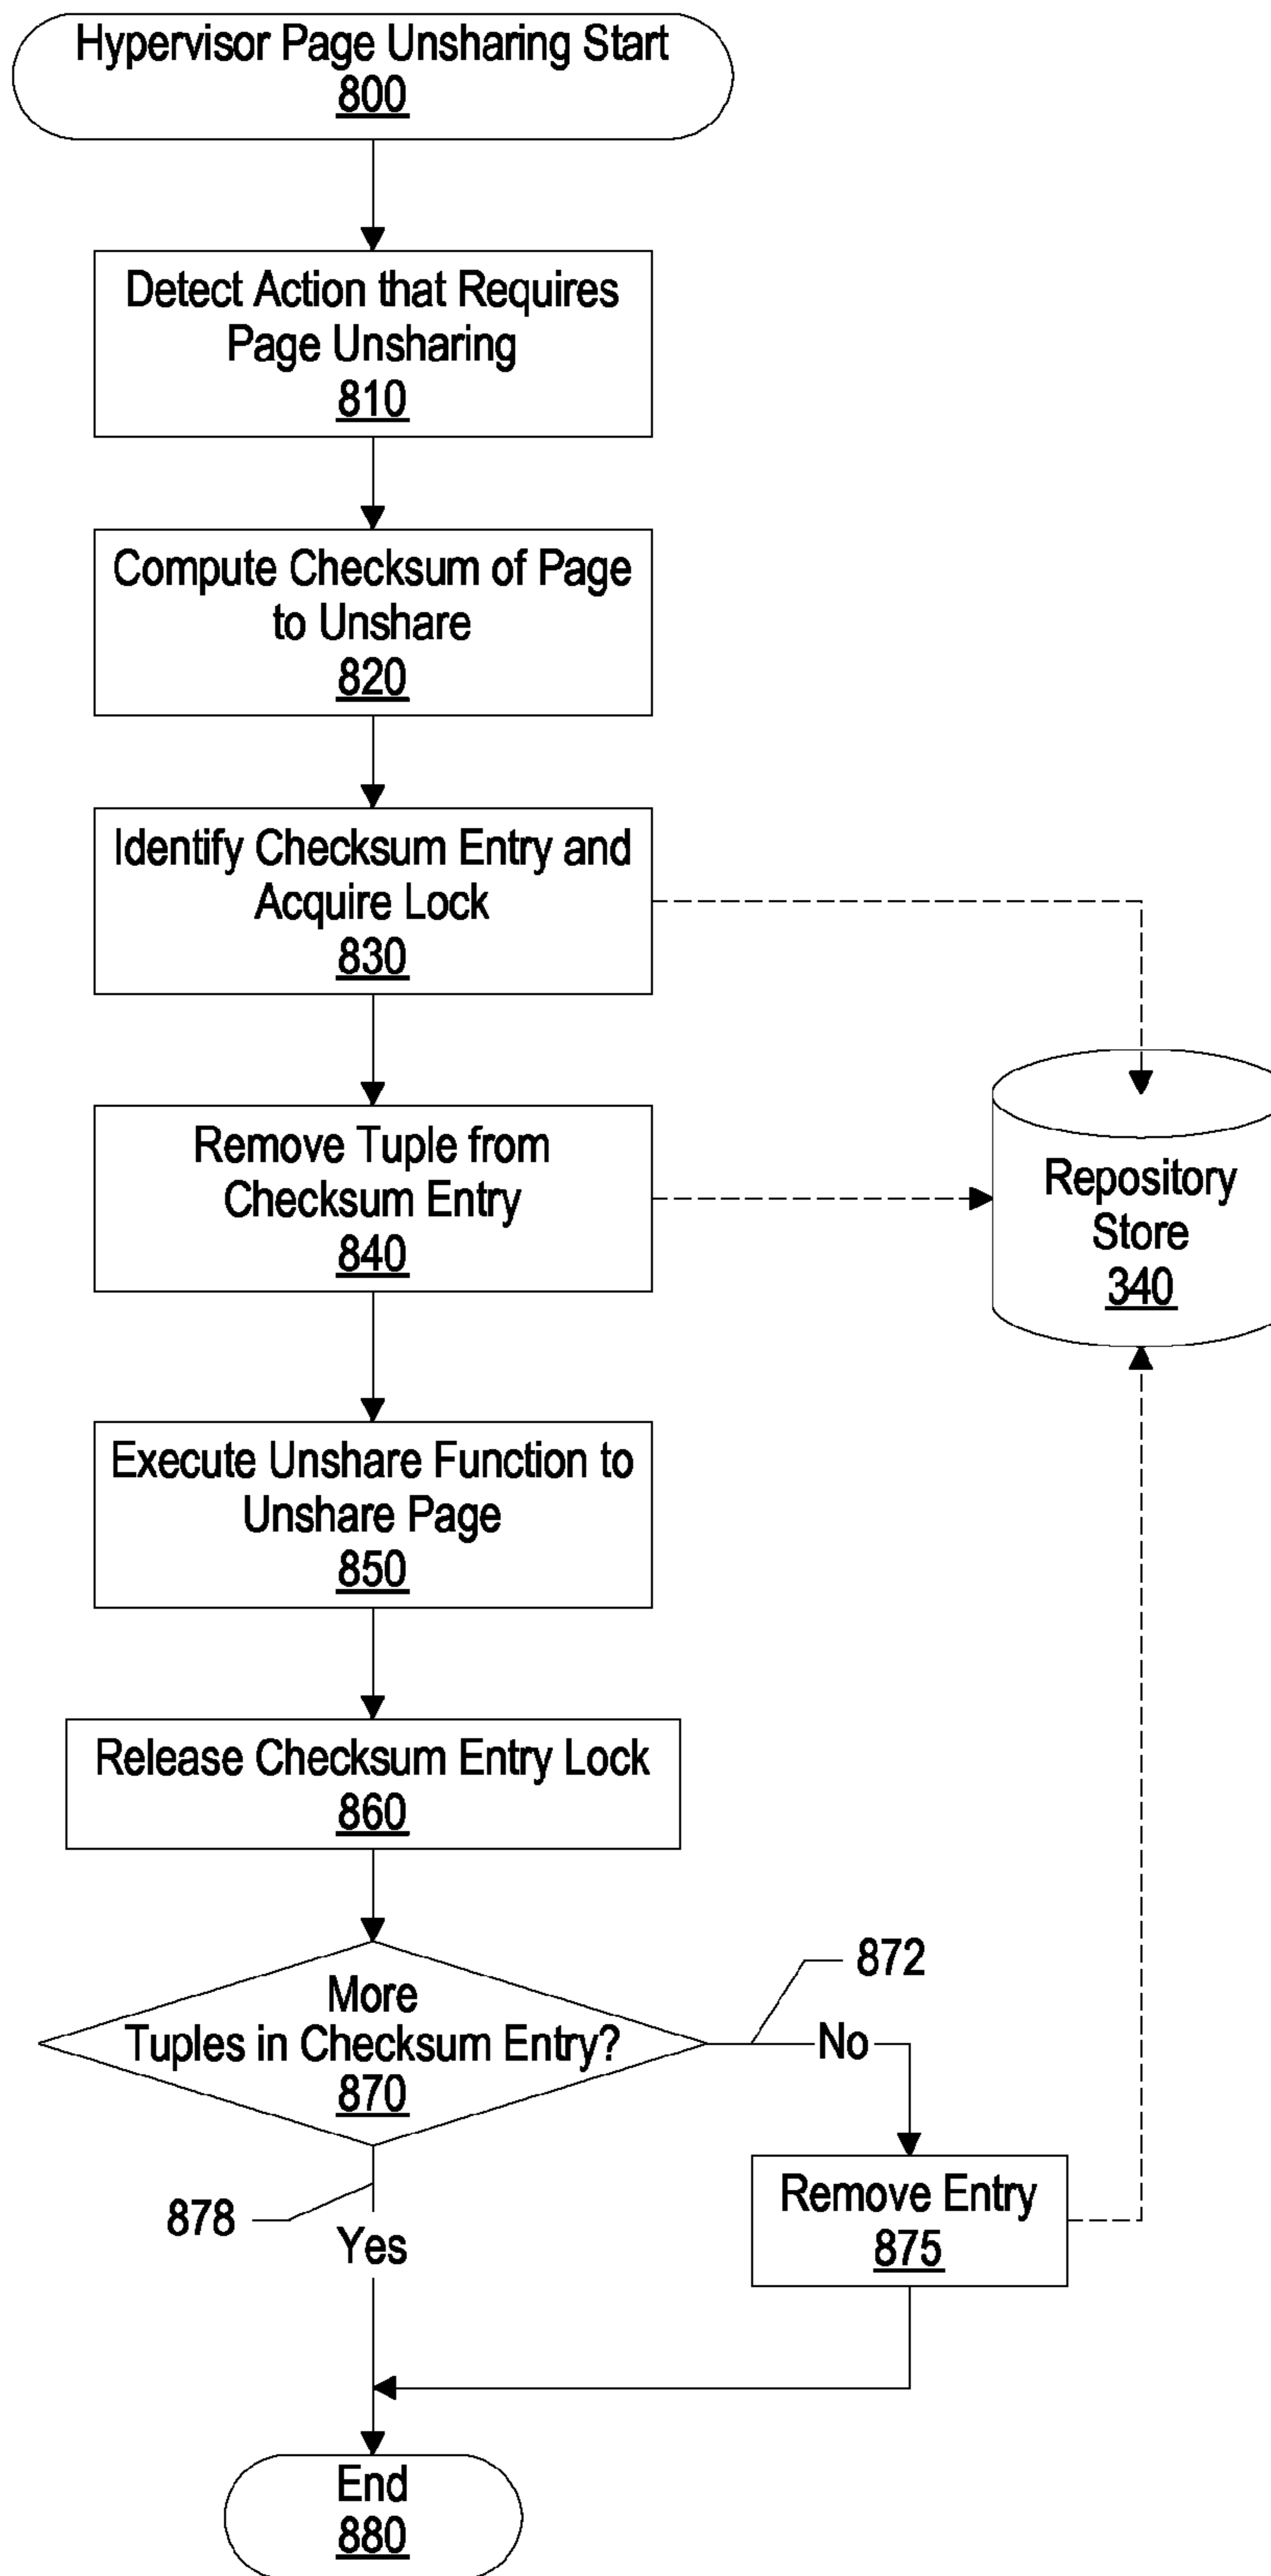 Hypervisor Page Unsharing Start
800
Detect Action that Requires
Page Unsharing
810
Compute Checksum of Page
to Unshare
820
Identify Checksum Entry and
Acquire Lock
830
Remove Tuple from
Checksum Entry
840
Repository
Store
340
Execute Unshare Function to
Unshare Page
850
Release Checksum Entry Lock
860
More
Tuples in Checksum Entry?
870
872
No
Remove Entry
875
878
Yes
End
880